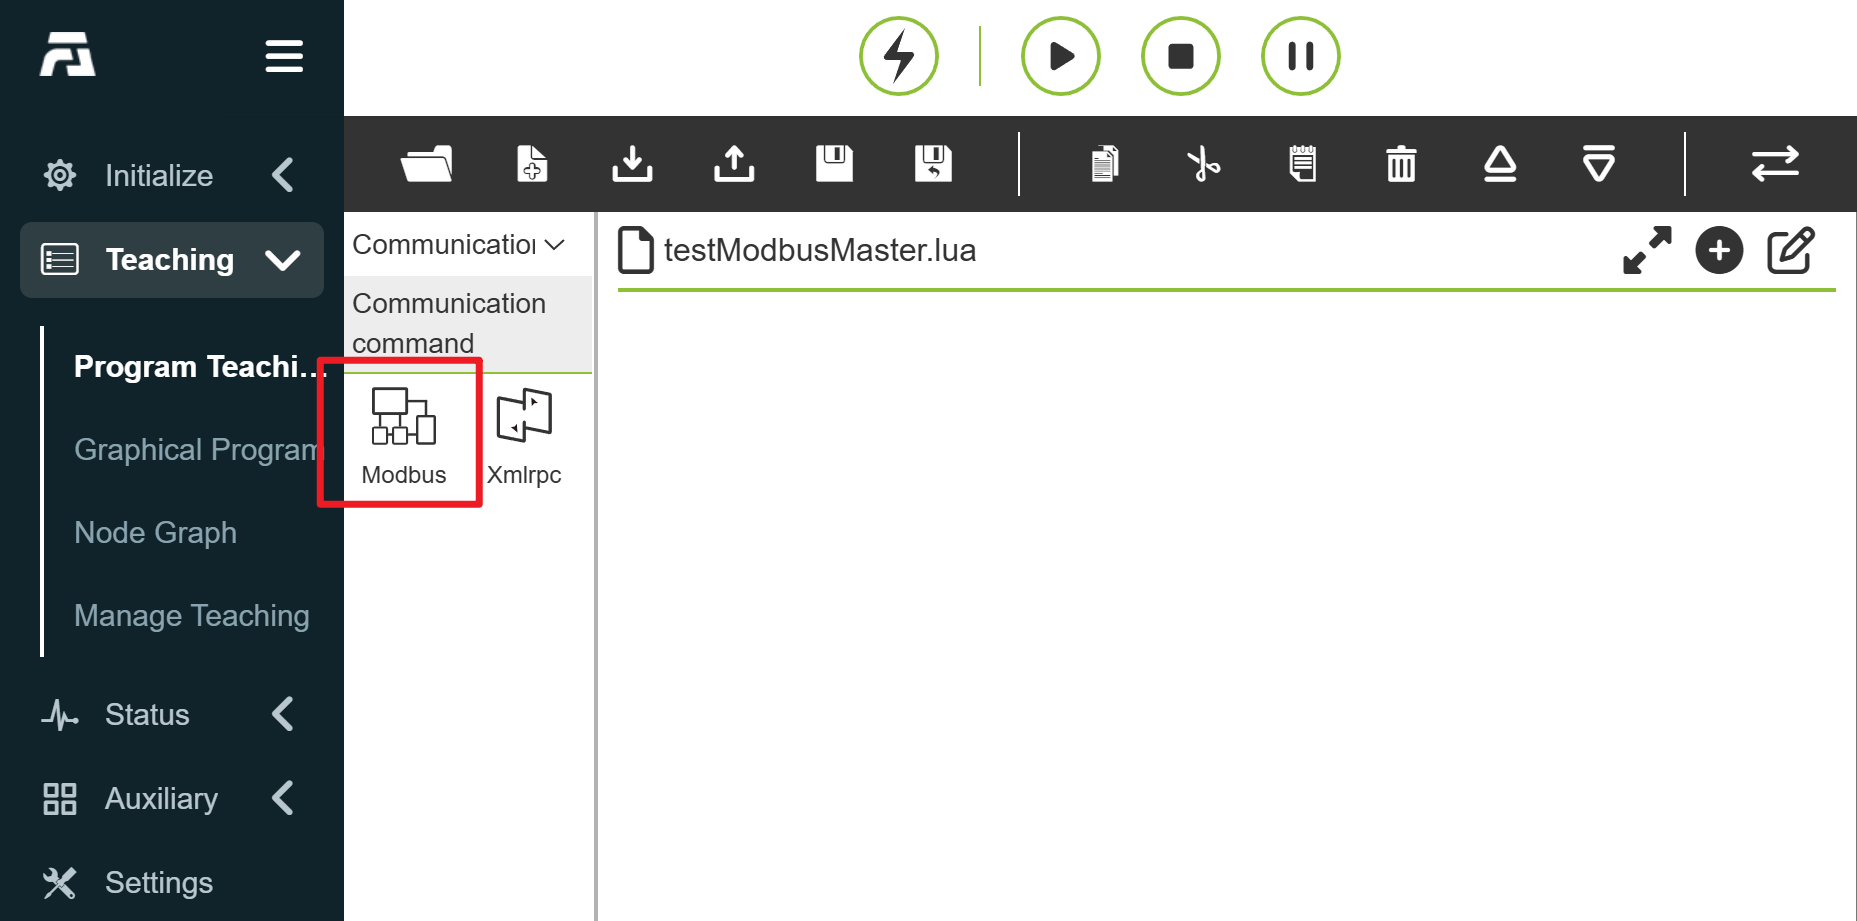 Initialize
Teaching
Program Teachi...
Graphical Program
Node Graph
Manage Teaching
Status
Auxiliary
Settings
Communication
Communication
command
Modbus
Xmlrpc
testModbusMaster.lua